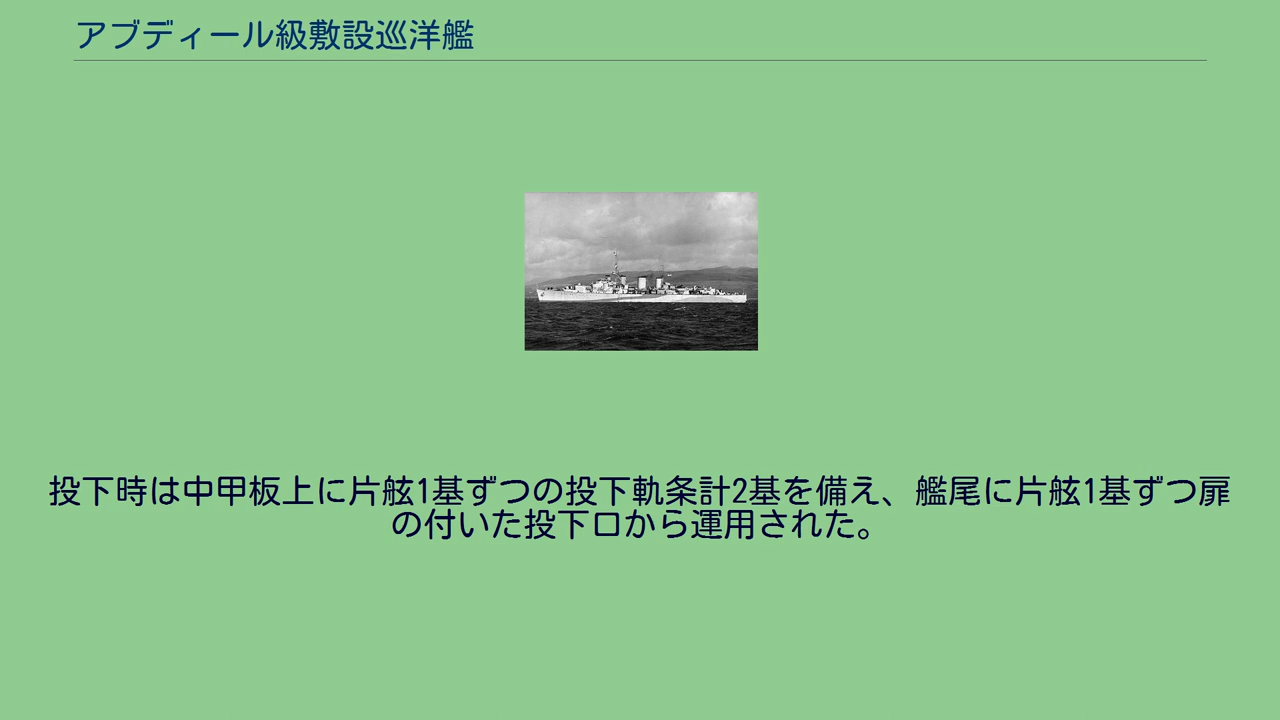 アブディール級敷設巡洋艦
投下時は中甲板上に片舷1基ずつの投下軌条計2基を備え、艦尾に片舷1基ずつ扉
の付いた投下口から運用された。